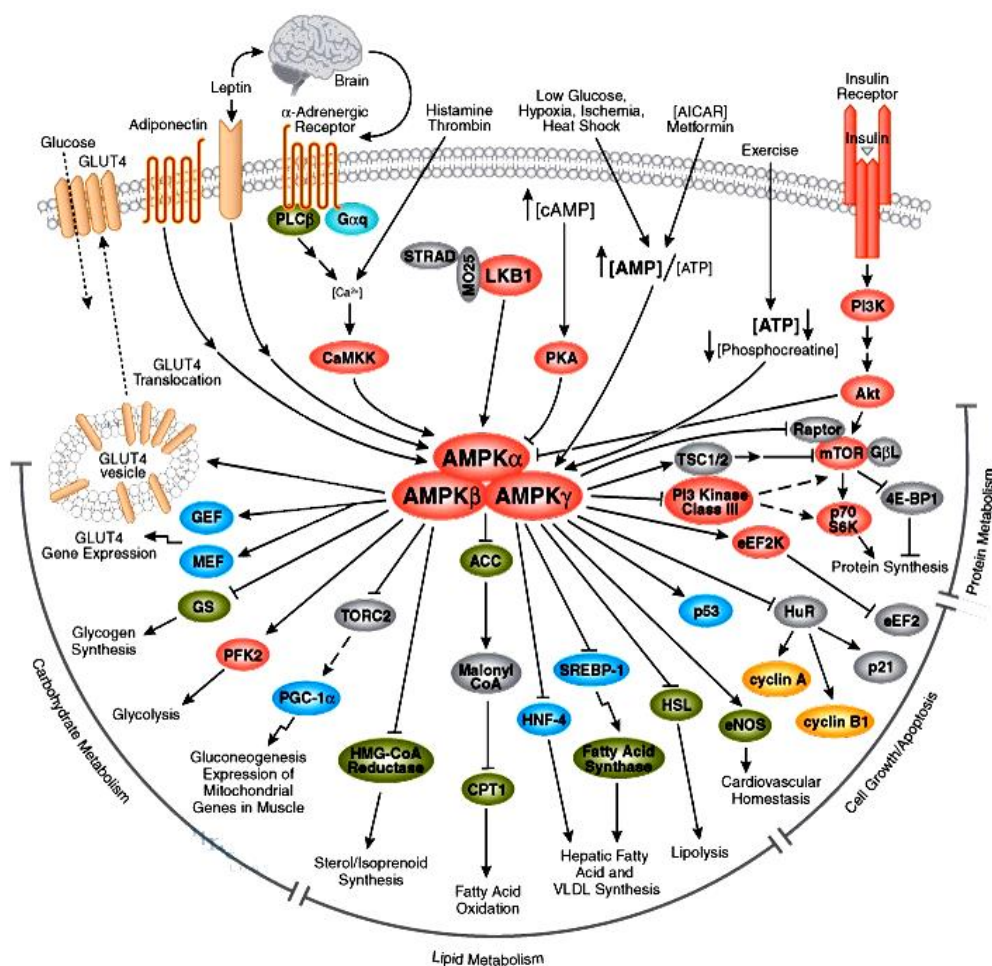 Brain
Leptin
α-Adrenergic
Receptor
Adiponectin
Glucose
GLUT4
Histamine
Thrombin
Low Glucose,
Hypoxia, Ischemia,
Heat Shock
[AICAR]
Metformin
Exercise
Insulin
Receptor
Insulin
PLCβ
Gαq
[Ca²⁺]
CaMKK
STRAD
MO25
LKB1
[cAMP]
PKA
[AMP]/[ATP]
[ATP]
[Phosphocreatine]
PI3K
Akt
GLUT4
Translocation
GLUT4
vesicle
AMPKα
AMPKβ
AMPKγ
Raptor
mTOR
GβL
TSC1/2
PI3 Kinase
Class III
4E-BP1
p70
S6K
eEF2K
Protein Synthesis
GEF
GLUT4
Gene Expression
MEF
GS
Glycogen
Synthesis
PFK2
Glycolysis
TORC2
PGC-1α
Gluconeogenesis
Expression of
Mitochondrial
Genes in Muscle
ACC
Malonyl
CoA
CPT1
Fatty Acid
Oxidation
HMG-CoA
Reductase
Sterol/Isoprenoid
Synthesis
HNF-4
SREBP-1
Fatty Acid
Synthase
Hepatic Fatty
Acid and
VLDL Synthesis
HSL
Lipolysis
eNOS
Cardiovascular
Homestasis
p53
HuR
eEF2
p21
cyclin A
cyclin B1
Carbohydrate Metabolism
Lipid Metabolism
Cell Growth/Apoptosis
Protein Metabolism